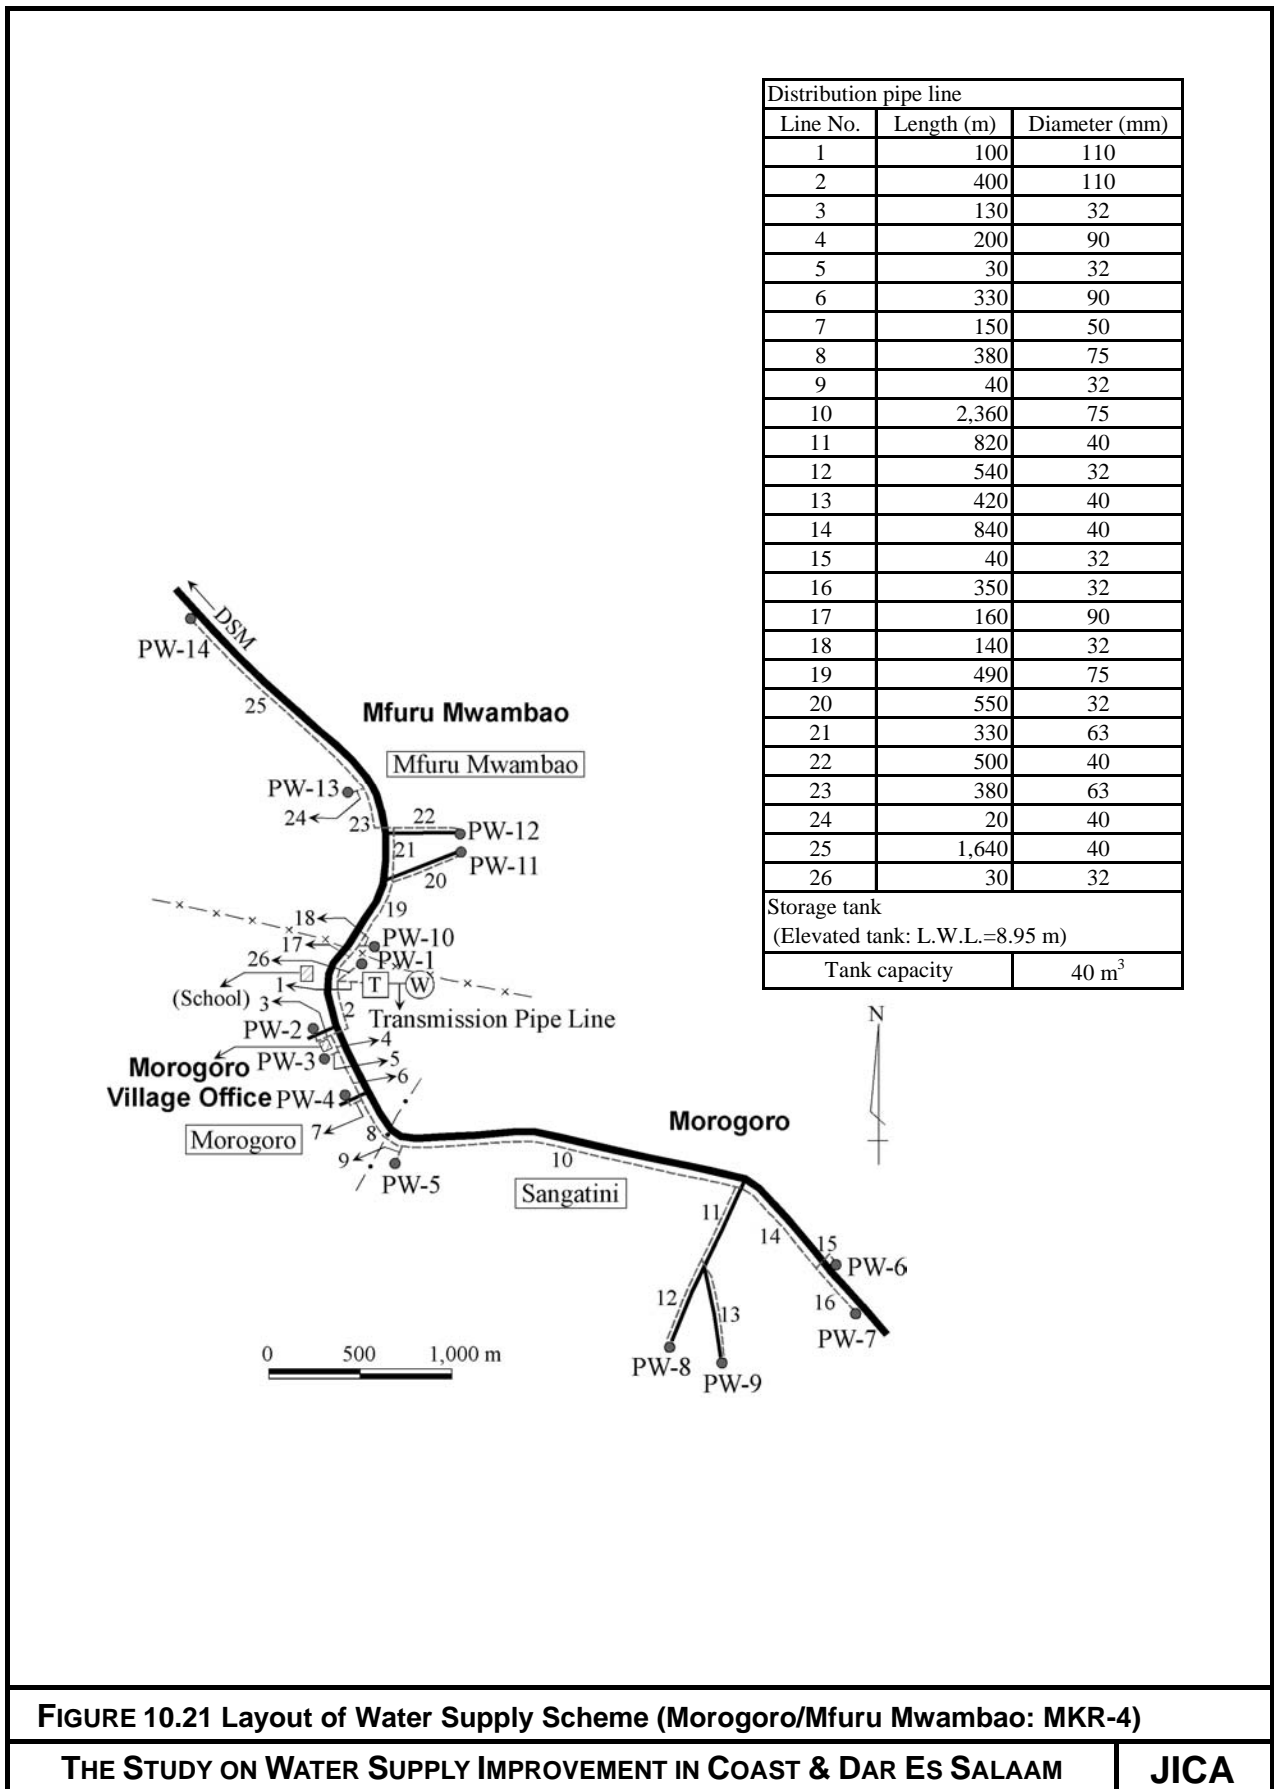 Distribution pipe line
Line No. Length (m) Diameter (mm)
1 100 110
2 400 110
3 130 32
4 200 90
5 30 32
6 330 90
7 150 50
8 380 75
9 40 32
10 2,360 75
11 820 40
12 540 32
13 420 40
14 840 40
15 40 32
16 350 32
17 160 90
18 140 32
19 490 75
20 550 32
21 330 63
22 500 40
23 380 63
24 20 40
25 1,640 40
26 30 32
Storage tank
(Elevated tank: L.W.L.=8.95 m)
Tank capacity 40 m³
DSM
PW-14
25
Mfuru Mwambao
Mfuru Mwambao
PW-13
24
23
22
PW-12
21
PW-11
20
19
18
PW-10
17
PW-1
26
1
T
W
(School)
3
2
Transmission Pipe Line
N
PW-2
4
PW-3
5
Morogoro
Village Office
6
PW-4
7
8
Morogoro
9
PW-5
10
Morogoro
Sangatini
11
14
15
PW-6
12
13
16
PW-7
PW-8
PW-9
0 500 1,000 m
FIGURE 10.21 Layout of Water Supply Scheme (Morogoro/Mfuru Mwambao: MKR-4)
THE STUDY ON WATER SUPPLY IMPROVEMENT IN COAST & DAR ES SALAAM
JICA